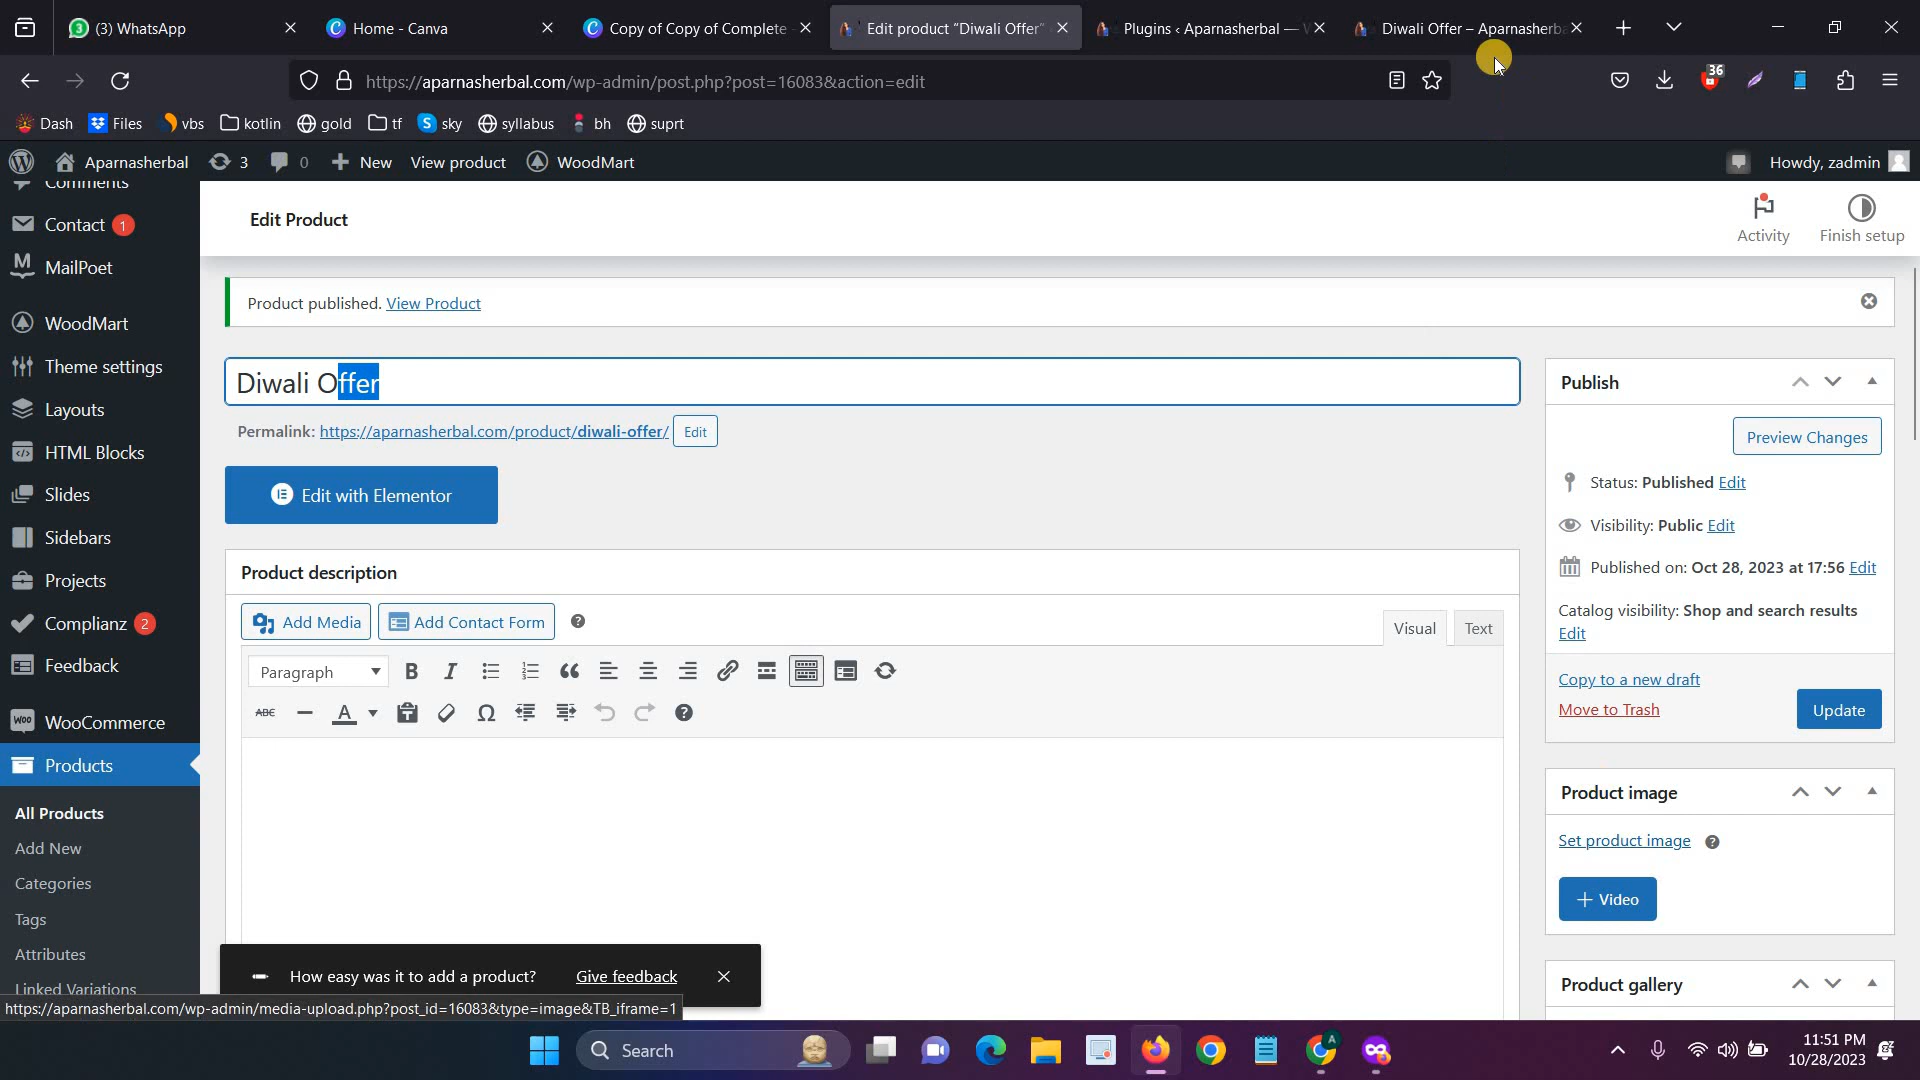 (3) WhatsApp
Home - Canva
Copy of Copy of Complete
Edit product “Diwali Offer”
Plugins ‹ Aparnasherbal —
Diwali Offer – Aparnasherba
https://aparnasherbal.com/wp-admin/post.php?post=16083&action=edit
36
Dash
Files
vbs
kotlin
gold
tf
sky
syllabus
bh
suprt
Aparnasherbal
3
0
New
View product
WoodMart
Howdy, zadmin
Comments
Contact 1
MailPoet
WoodMart
Theme settings
Layouts
HTML Blocks
Slides
Sidebars
Projects
Complianz 2
Feedback
WooCommerce
Products
All Products
Add New
Categories
Tags
Attributes
Linked Variations
Edit Product
Activity
Finish setup
Product published. View Product
Diwali Offer
Permalink: https://aparnasherbal.com/product/diwali-offer/ Edit
Edit with Elementor
Product description
Add Media
Add Contact Form
Visual
Text
Paragraph
B I
ABC
A
Publish
Preview Changes
Status: Published Edit
Visibility: Public Edit
Published on: Oct 28, 2023 at 17:56 Edit
Catalog visibility: Shop and search results
Edit
Copy to a new draft
Move to Trash
Update
Product image
Set product image
+ Video
Product gallery
How easy was it to add a product? Give feedback
https://aparnasherbal.com/wp-admin/media-upload.php?post_id=16083&type=image&TB_iframe=1
Search
11:51 PM
10/28/2023